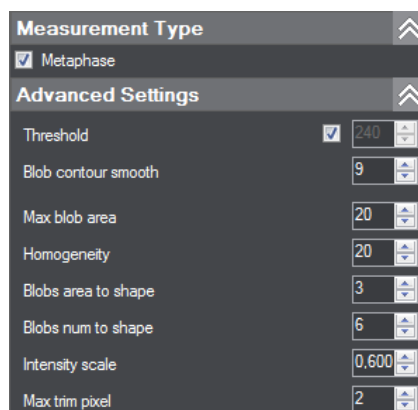 Measurement Type
Metaphase
Advanced Settings
Threshold 240
Blob contour smooth 9
Max blob area 20
Homogeneity 20
Blobs area to shape 3
Blobs num to shape 6
Intensity scale 0,600
Max trim pixel 2